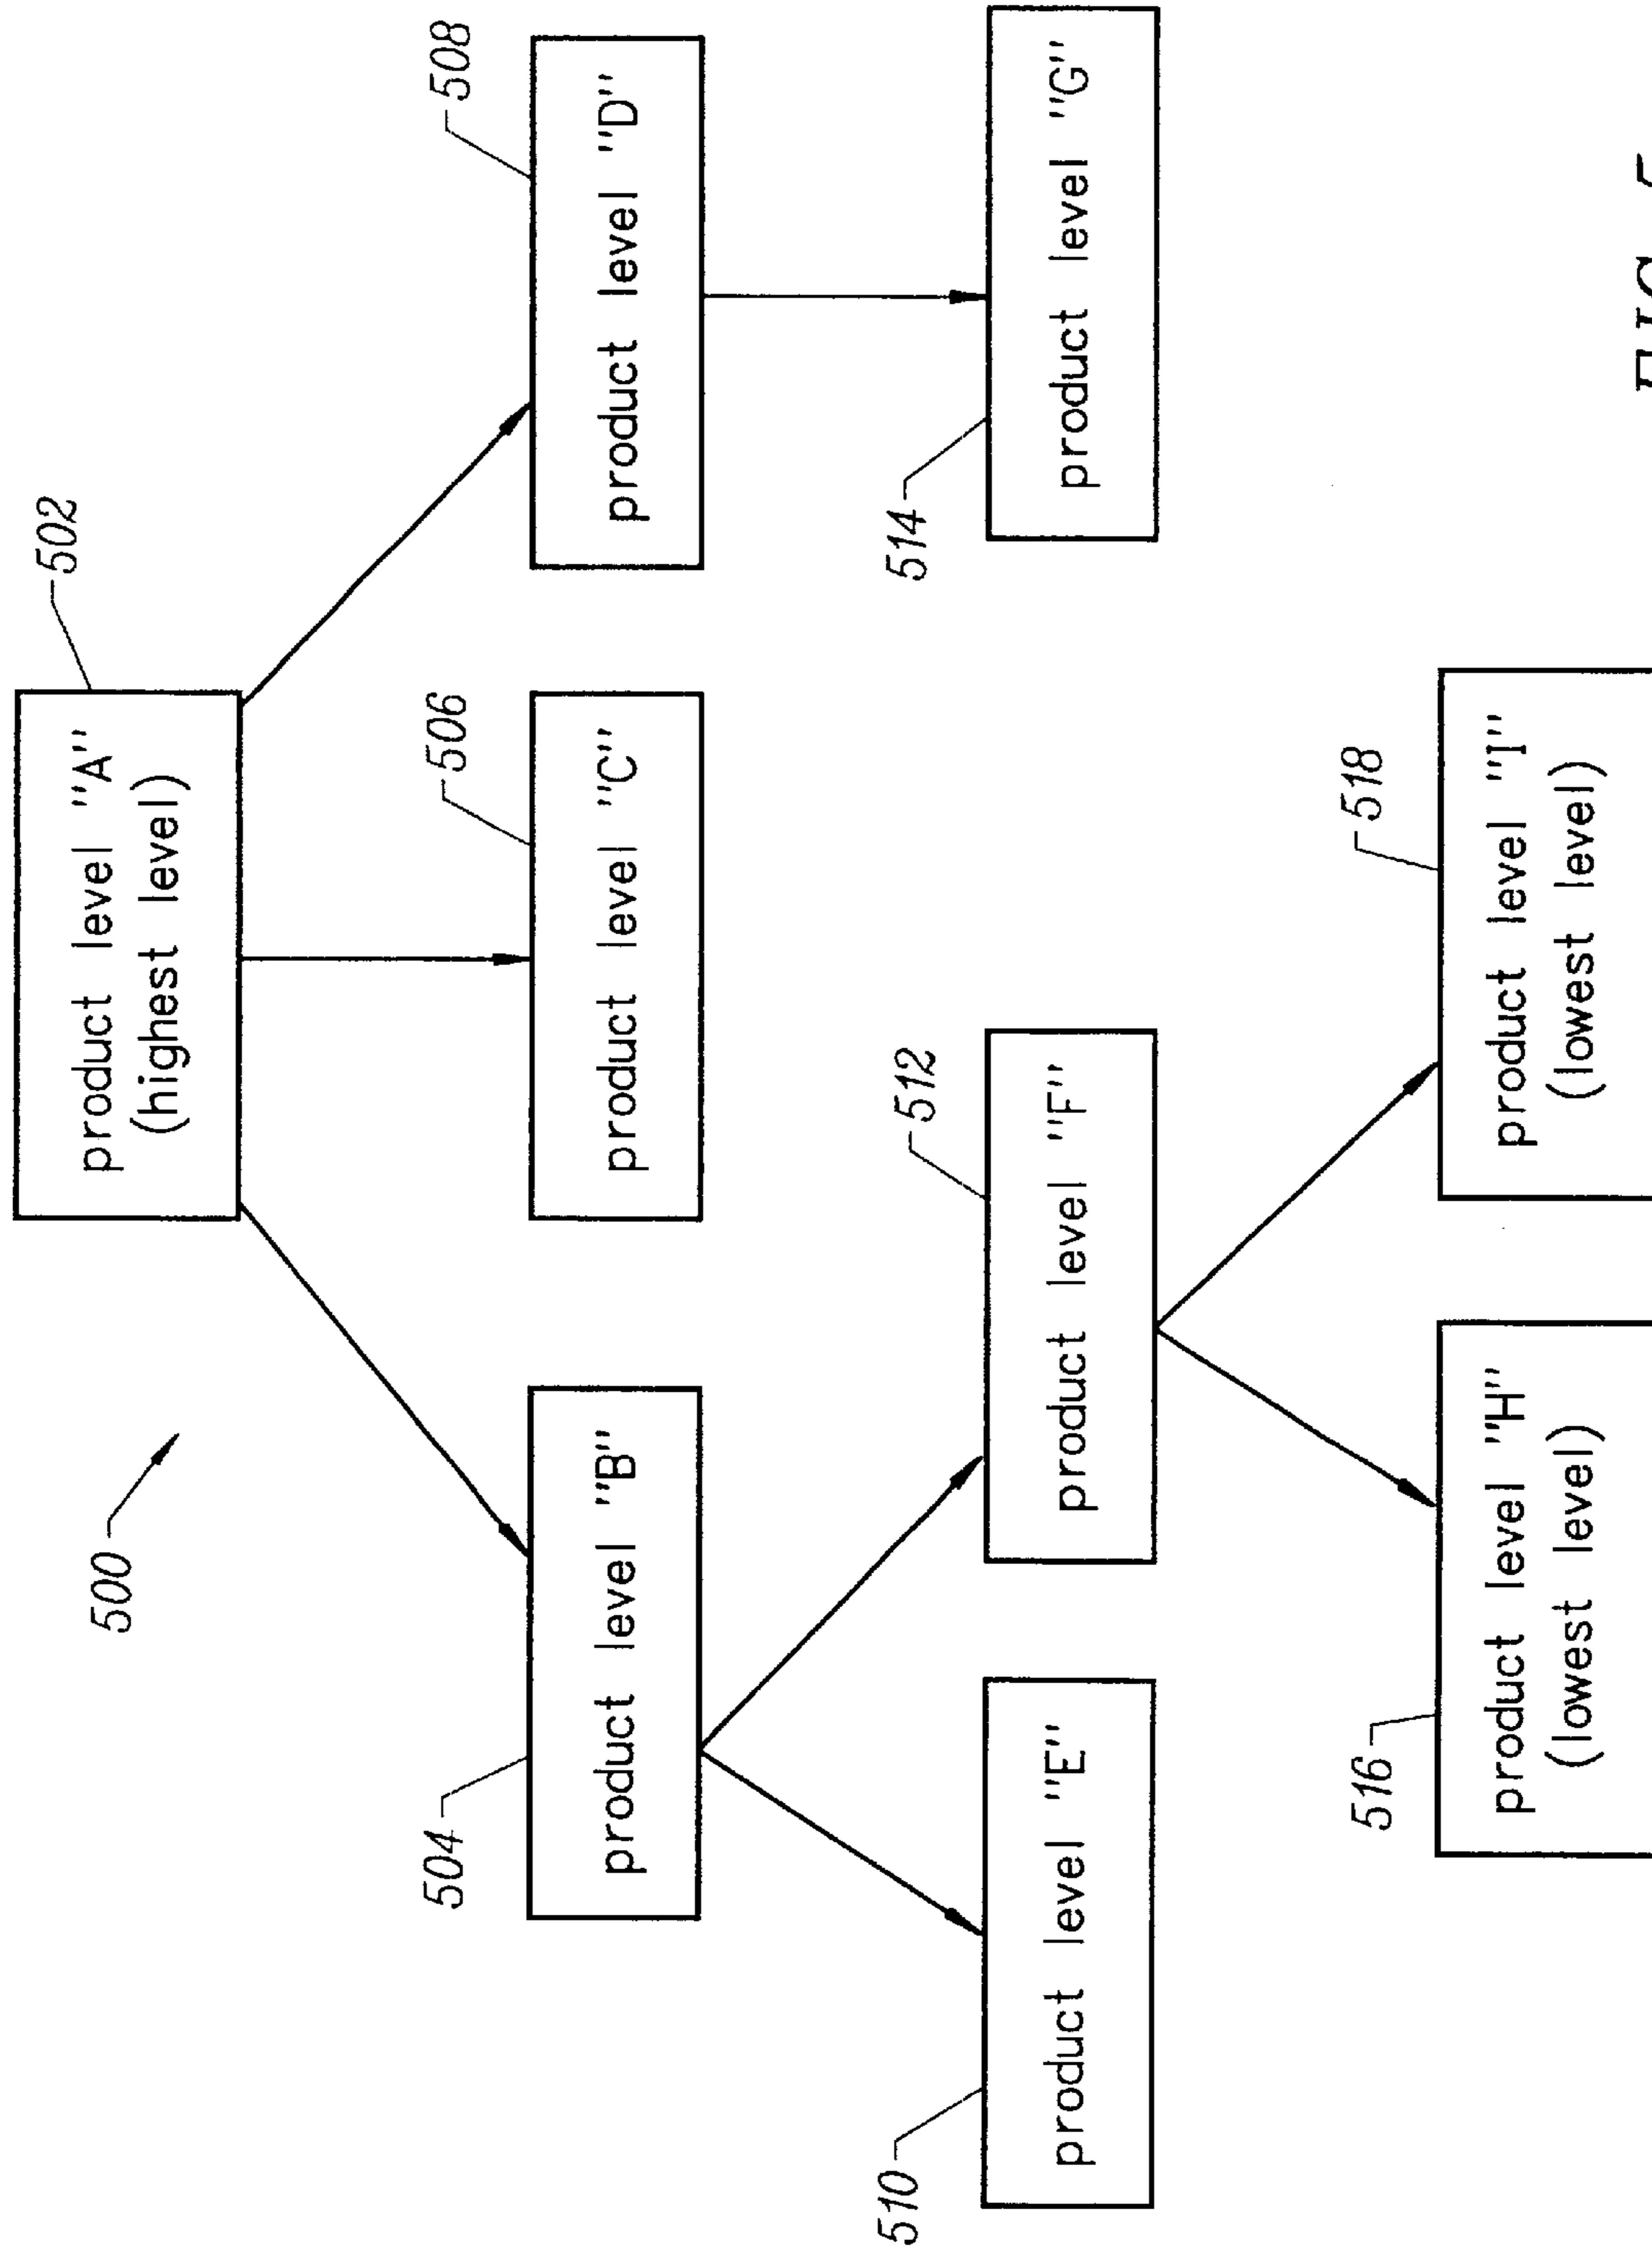 500
502
product level "A"
(highest level)
504
product level "B"
506
product level "C"
508
product level "D"
510
product level "E"
512
product level "F"
514
product level "G"
516
product level "H"
(lowest level)
518
product level "I"
(lowest level)